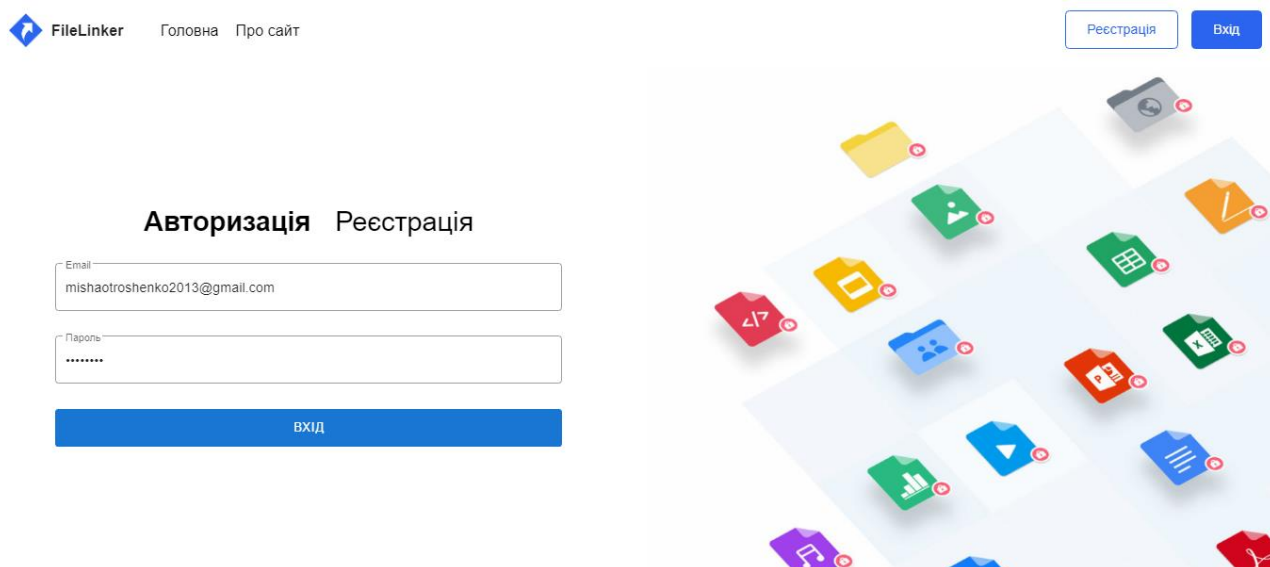 FileLinker Головна Про сайт Реєстрація Вхід
Авторизація Реєстрація
Email
mishaotroshenko2013@gmail.com
Пароль
••••••••
ВХІД